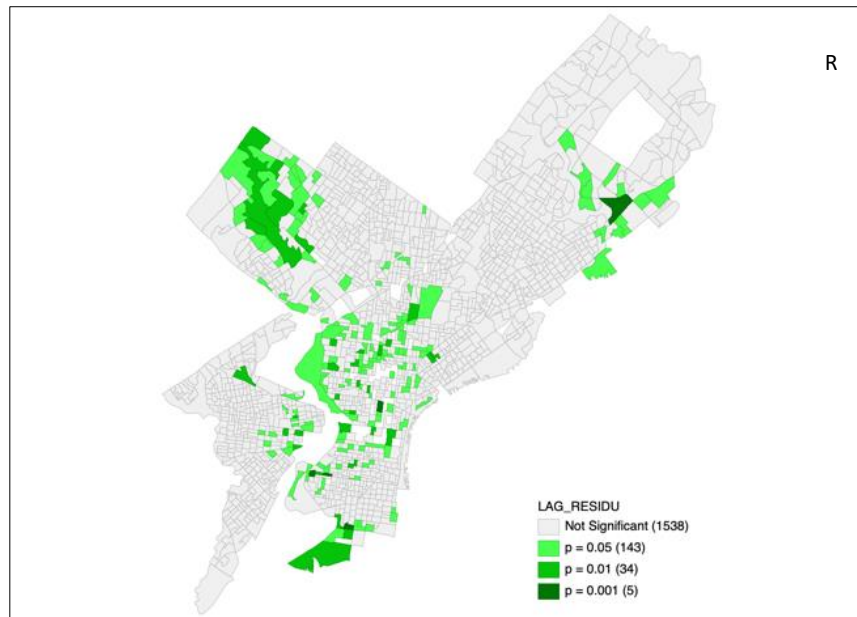 R
LAG_RESIDU
Not Significant (1538)
p = 0.05 (143)
p = 0.01 (34)
p = 0.001 (5)